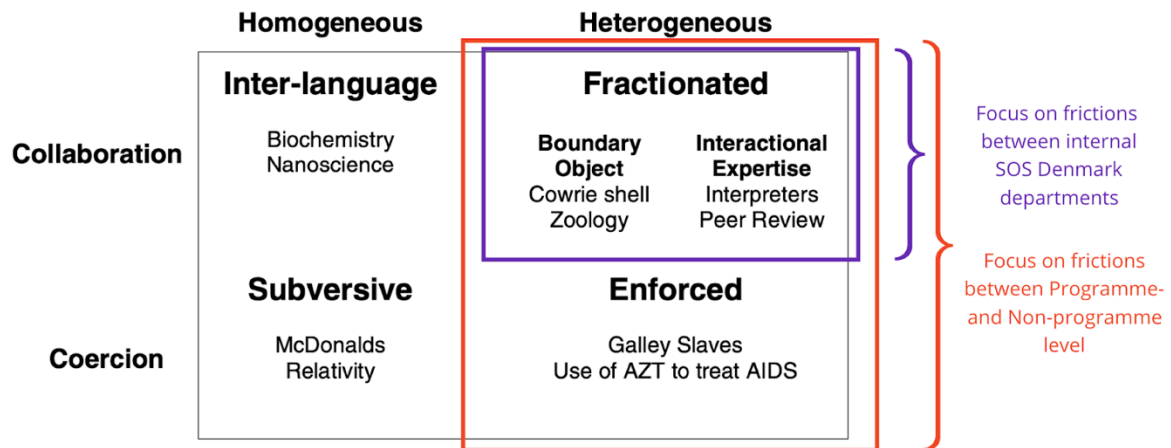 Homogeneous
Heterogeneous
Collaboration
Inter-language
Biochemistry
Nanoscience
Fractionated
Boundary
Object
Cowrie shell
Zoology
Interactional
Expertise
Interpreters
Peer Review
Focus on frictions
between internal
SOS Denmark
departments
Coercion
Subversive
McDonalds
Relativity
Enforced
Galley Slaves
Use of AZT to treat AIDS
Focus on frictions
between Programme-
and Non-programme
level